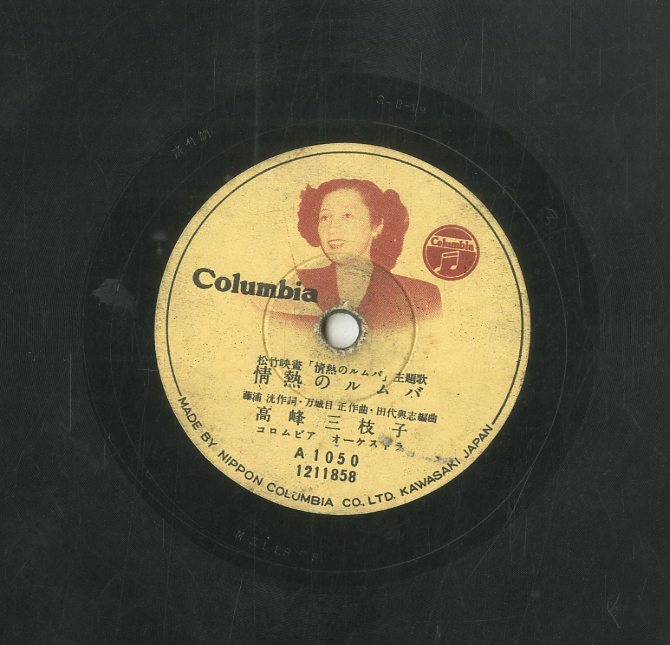 Columbia
Columbia
松竹映畫「情熱のルムバ」主題歌
情熱のルムバ
藤浦 洸作詞・万城目 正作曲・田代與志編曲
高峰三枝子
コロムビア オーケストラ
A1050
1211858
MADE BY NIPPON COLUMBIA CO., LTD. KAWASAKI JAPAN